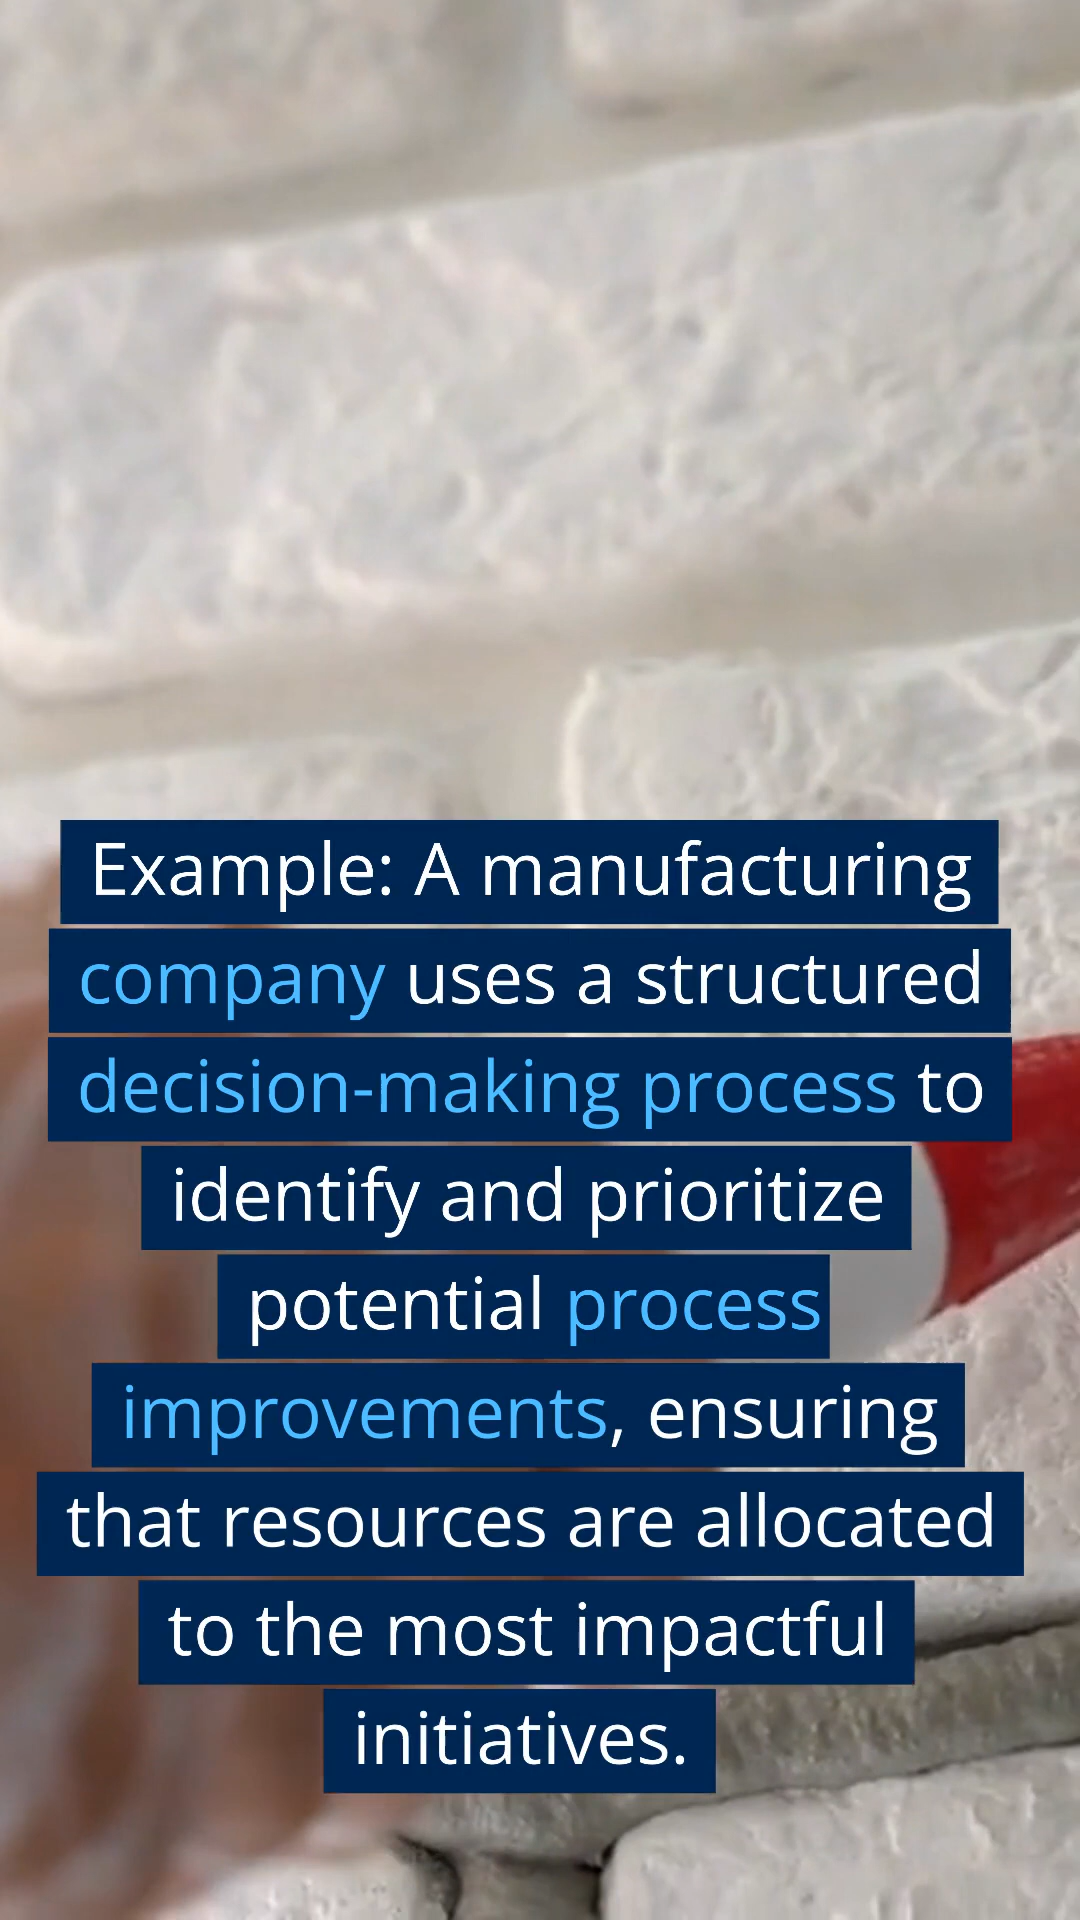 Example: A manufacturing
company uses a structured
decision-making process to
identify and prioritize
potential process
improvements, ensuring
that resources are allocated
to the most impactful
initiatives.